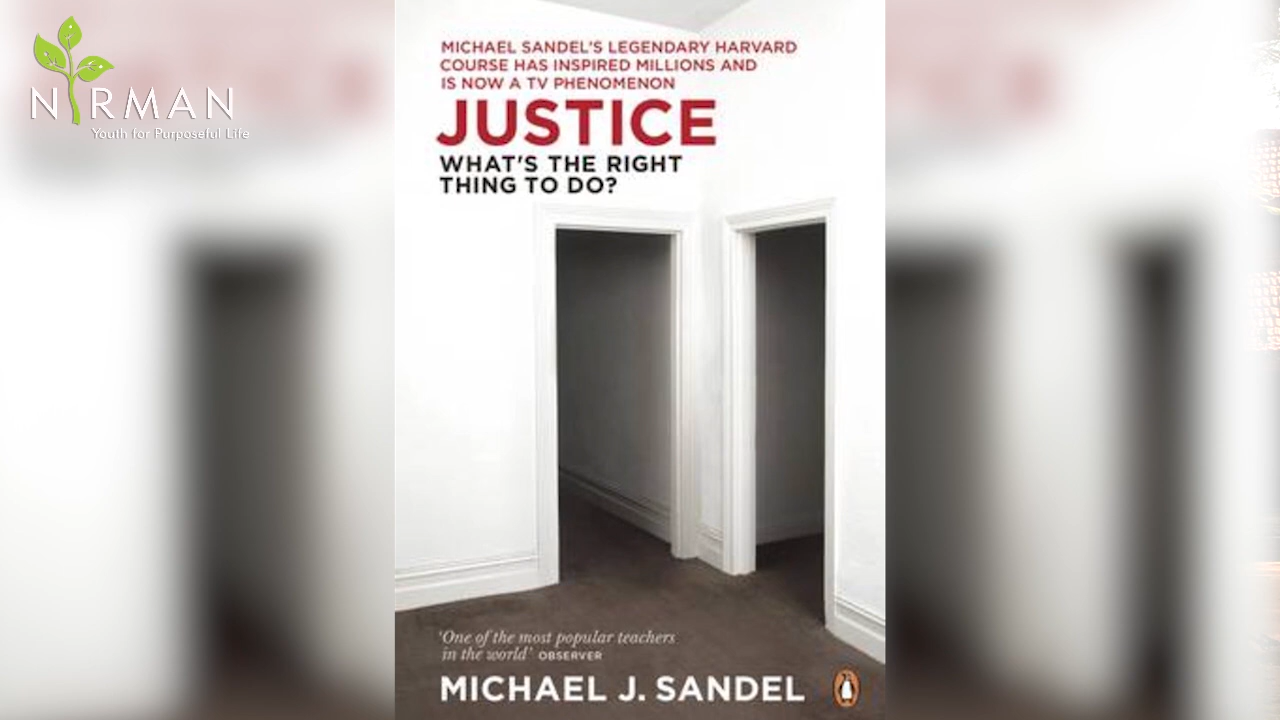 NIRMAN
Youth for Purposeful Life
MICHAEL SANDEL'S LEGENDARY HARVARD
COURSE HAS INSPIRED MILLIONS AND
IS NOW A TV PHENOMENON
JUSTICE
WHAT'S THE RIGHT
THING TO DO?
'One of the most popular teachers
in the world' OBSERVER
MICHAEL J. SANDEL